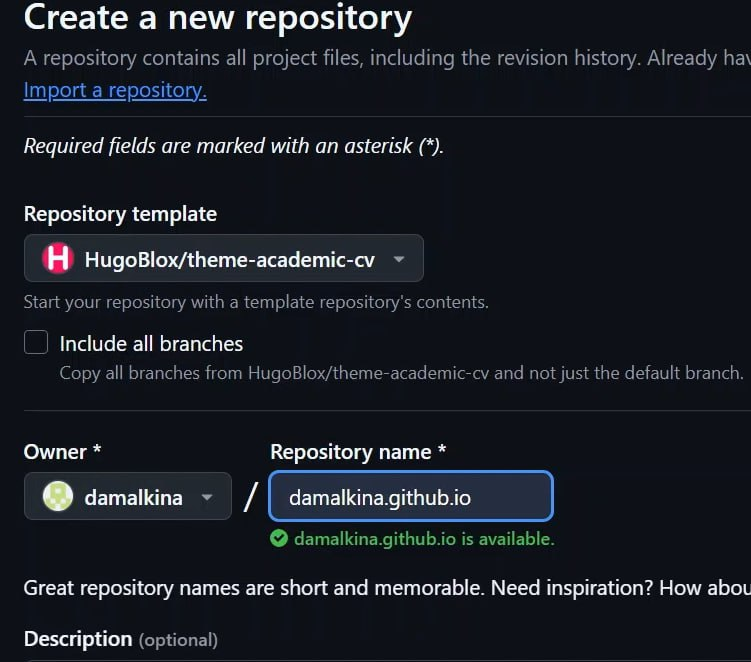 Create a new repository
A repository contains all project files, including the revision history. Already hav
Import a repository.
Required fields are marked with an asterisk (*).
Repository template
H HugoBlox/theme-academic-cv
Start your repository with a template repository's contents.
Include all branches
Copy all branches from HugoBlox/theme-academic-cv and not just the default branch.
Owner * Repository name *
damalkina / damalkina.github.io
damalkina.github.io is available.
Great repository names are short and memorable. Need inspiration? How abou
Description (optional)